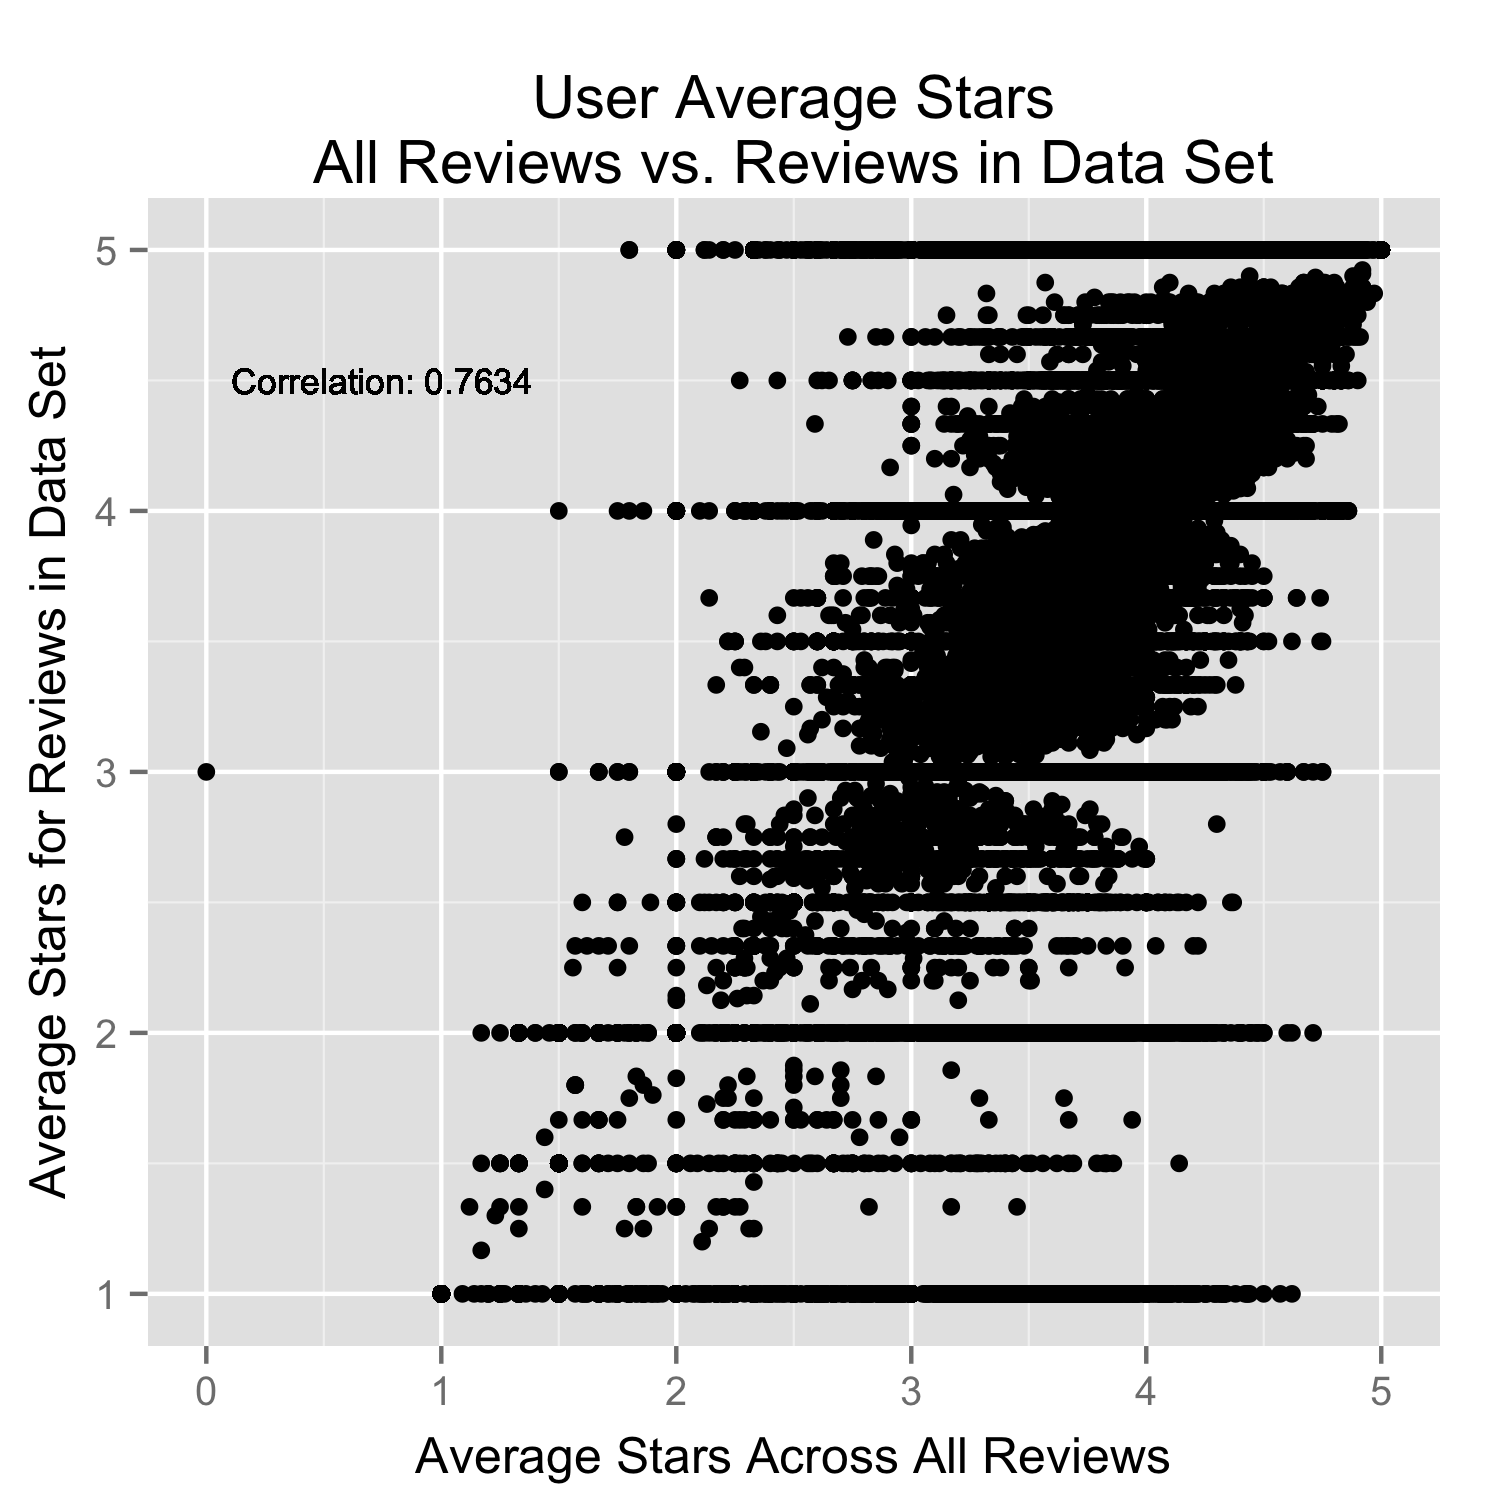 User Average Stars
All Reviews vs. Reviews in Data Set
Average Stars for Reviews in Data Set
5
4
3
2
1
Correlation: 0.7634
0 1 2 3 4 5
Average Stars Across All Reviews